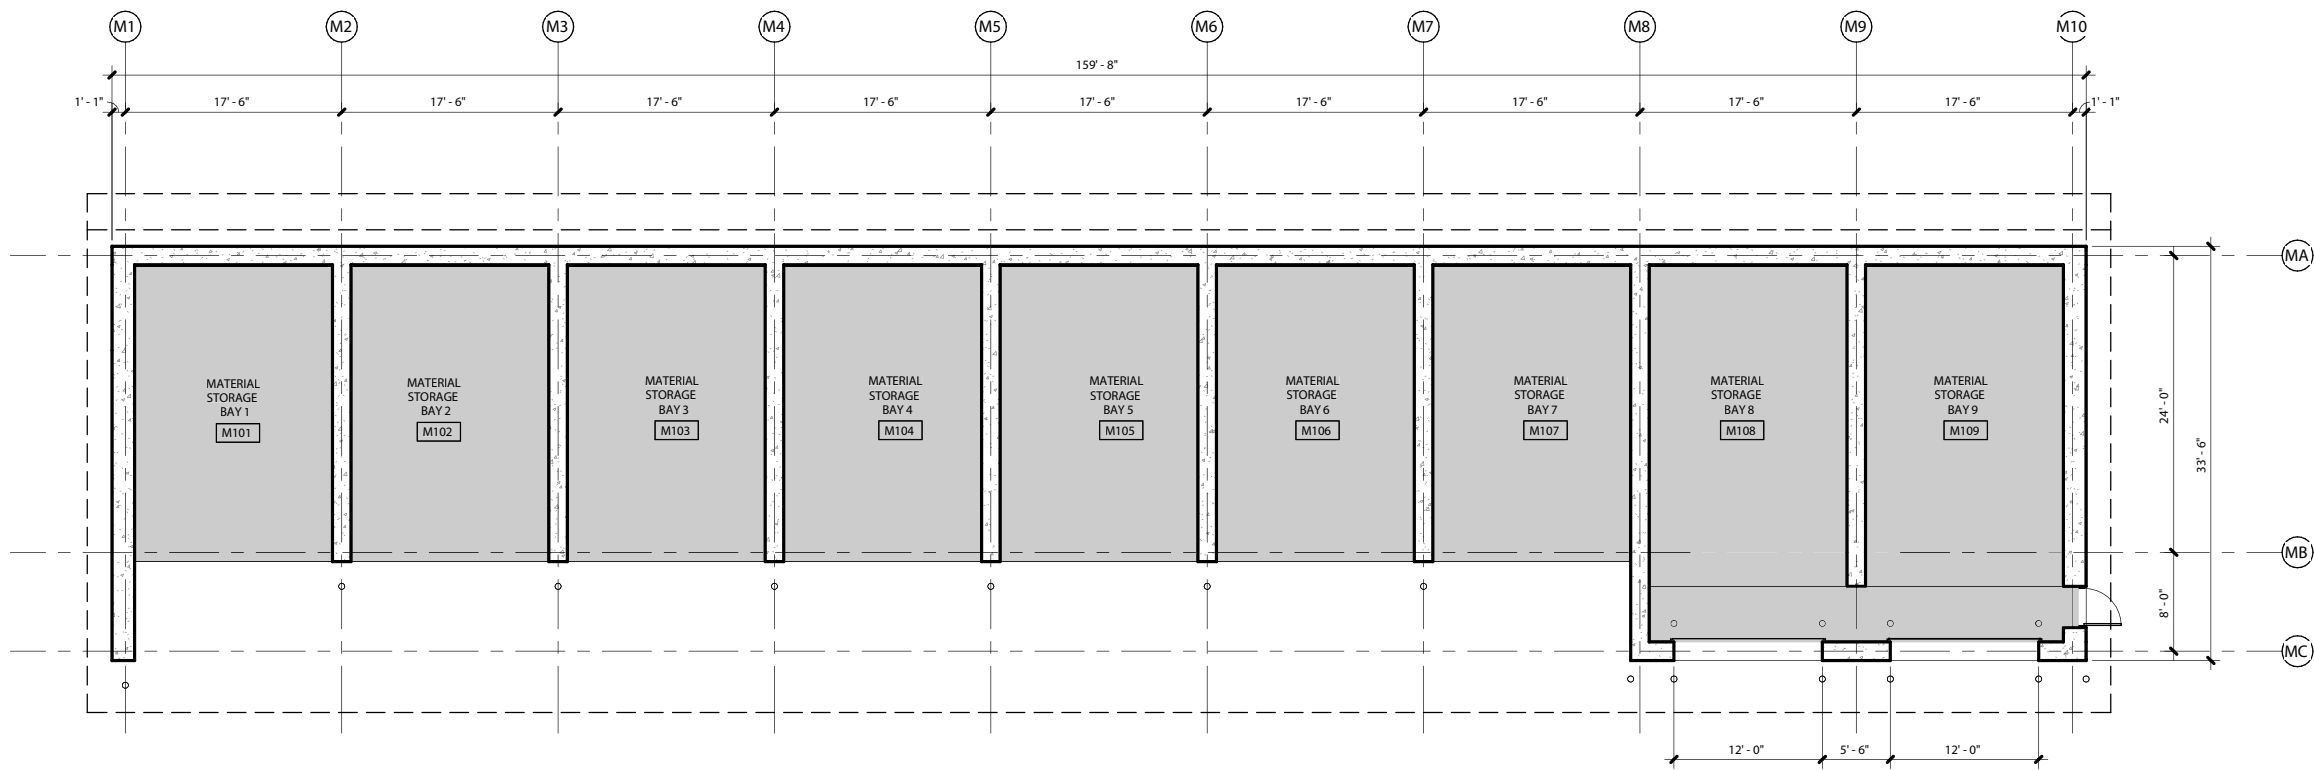 M1 M2 M3 M4 M5 M6 M7 M8 M9 M10
159' - 8"
1' - 1" 17' - 6" 17' - 6" 17' - 6" 17' - 6" 17' - 6" 17' - 6" 17' - 6" 17' - 6" 17' - 6" 1' - 1"
MA
MATERIAL
STORAGE
BAY 1
M101
MATERIAL
STORAGE
BAY 2
M102
MATERIAL
STORAGE
BAY 3
M103
MATERIAL
STORAGE
BAY 4
M104
MATERIAL
STORAGE
BAY 5
M105
MATERIAL
STORAGE
BAY 6
M106
MATERIAL
STORAGE
BAY 7
M107
MATERIAL
STORAGE
BAY 8
M108
MATERIAL
STORAGE
BAY 9
M109
24' - 0"
33' - 6"
MB
8' - 0"
MC
12' - 0" 5' - 6" 12' - 0"